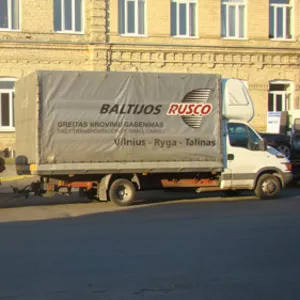 BALTIJOS RUSCO
GREITAS KROVINIŲ GABENIMAS
Vilnius - Ryga - Talinas